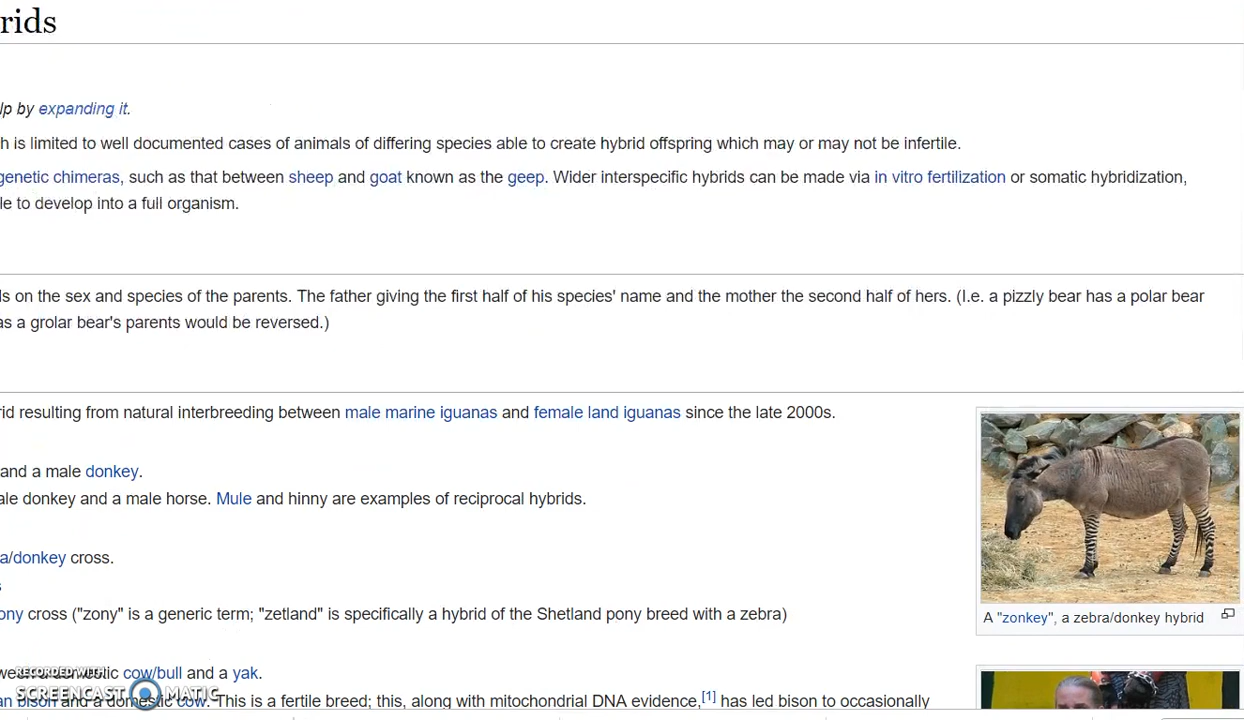 rids
lp by expanding it.
h is limited to well documented cases of animals of differing species able to create hybrid offspring which may or may not be infertile.
genetic chimeras, such as that between sheep and goat known as the geep. Wider interspecific hybrids can be made via in vitro fertilization or somatic hybridization,
le to develop into a full organism.
ls on the sex and species of the parents. The father giving the first half of his species' name and the mother the second half of hers. (I.e. a pizzly bear has a polar bear
as a grolar bear's parents would be reversed.)
rid resulting from natural interbreeding between male marine iguanas and female land iguanas since the late 2000s.
and a male donkey.
ale donkey and a male horse. Mule and hinny are examples of reciprocal hybrids.
a/donkey cross.
s
ony cross ("zony" is a generic term; "zetland" is specifically a hybrid of the Shetland pony breed with a zebra)
A "zonkey", a zebra/donkey hybrid
cow/bull and a yak.
RECORDED WITH
SCREENCAST MATIC
an bison and a domestic cow. This is a fertile breed; this, along with mitochondrial DNA evidence,[1] has led bison to occasionally